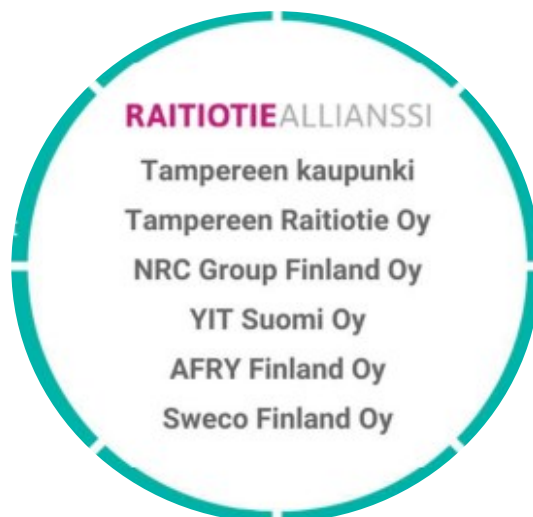 RAITIOTIEALLIANSSI
Tampereen kaupunki
Tampereen Raitiotie Oy
NRC Group Finland Oy
YIT Suomi Oy
AFRY Finland Oy
Sweco Finland Oy